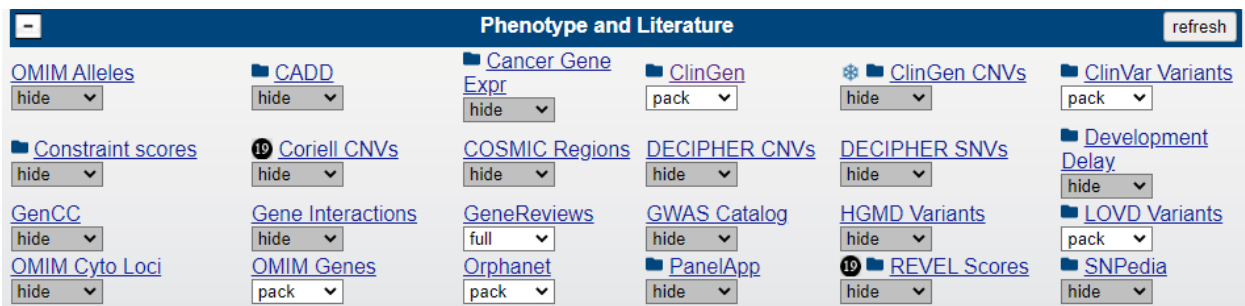 - Phenotype and Literature refresh
OMIM Alleles CADD Cancer Gene Expr ClinGen ClinGen CNVs ClinVar Variants
hide hide hide pack hide pack
Constraint scores 19 Coriell CNVs COSMIC Regions DECIPHER CNVs DECIPHER SNVs Development Delay
hide hide hide hide hide hide
GenCC Gene Interactions GeneReviews GWAS Catalog HGMD Variants LOVD Variants
hide hide full hide hide pack
OMIM Cyto Loci OMIM Genes Orphanet PanelApp 19 REVEL Scores SNPedia
hide pack pack hide hide hide